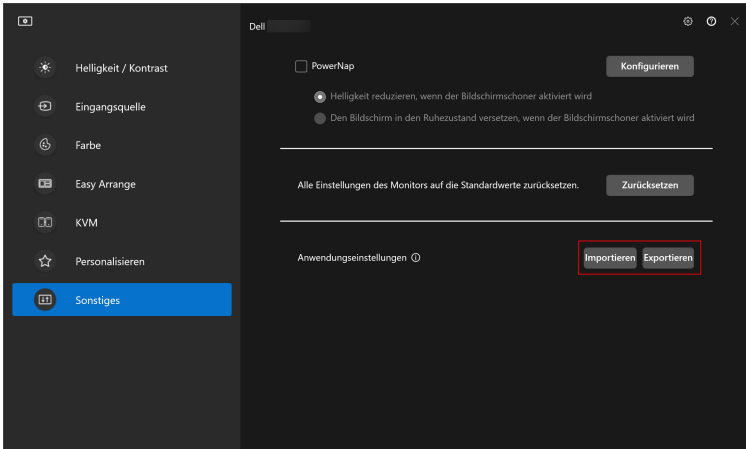 Dell
Helligkeit / Kontrast
Eingangsquelle
Farbe
Easy Arrange
KVM
Personalisieren
Sonstiges
PowerNap
Konfigurieren
Helligkeit reduzieren, wenn der Bildschirmschoner aktiviert wird
Den Bildschirm in den Ruhezustand versetzen, wenn der Bildschirmschoner aktiviert wird
Alle Einstellungen des Monitors auf die Standardwerte zurücksetzen.
Zurücksetzen
Anwendungseinstellungen
Importieren
Exportieren